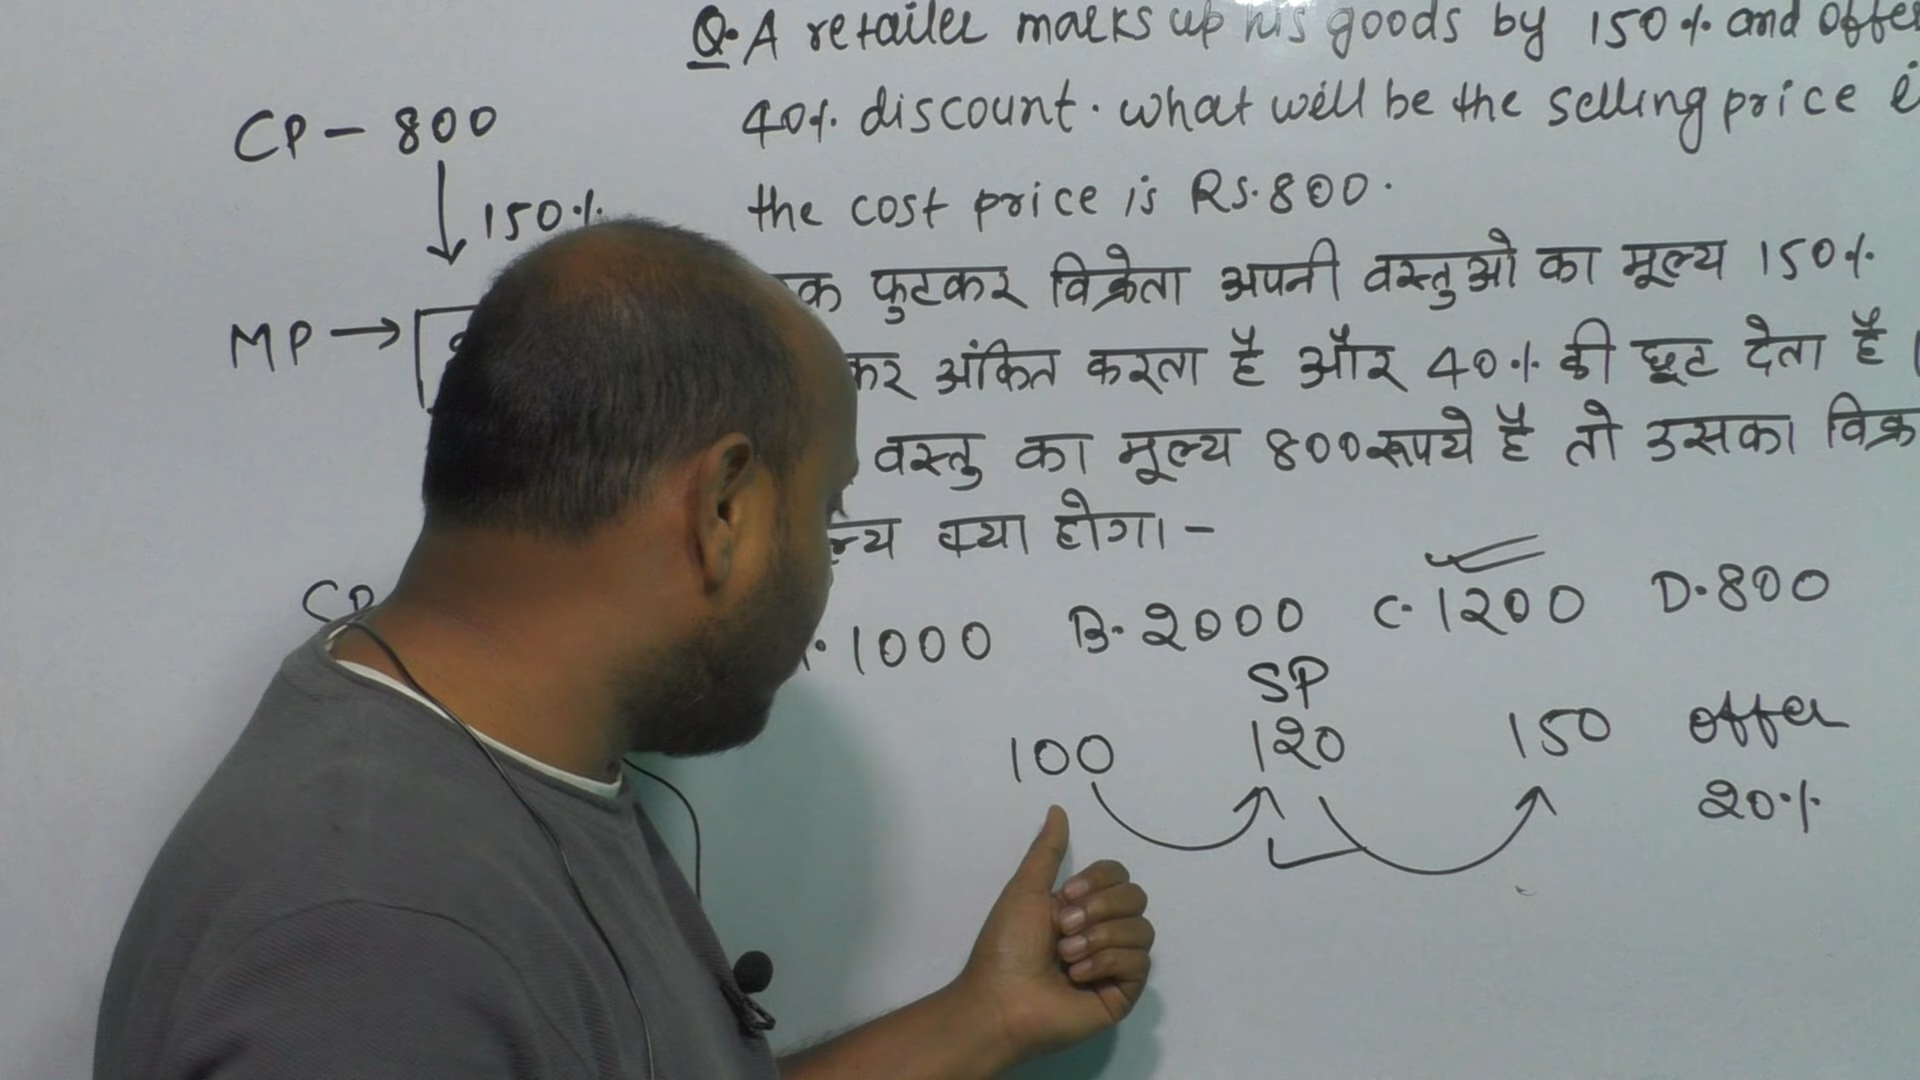 Q. A retailer marks up his goods by 150% and offer
40% discount. what will be the selling price i
the cost price is Rs. 800.
क फुटकर विक्रेता अपनी वस्तुओ का मूल्य 150%
कर अंकित करता है और 40% की छूट देता है।
वस्तु का मूल्य 800 रूपये है तो उसका विक्र
ल्य क्या होगा।-
1000 B. 2000 C. 1200 D. 800
CP - 800
150%
MP →
CP
SP
100 120 150 offer
20%